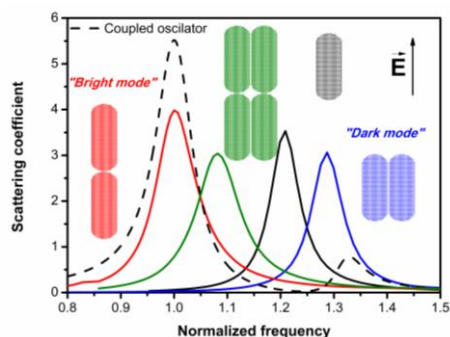 Coupled oscilator
"Bright mode"
E
"Dark mode"
Scattering coefficient
6
5
4
3
2
1
0
0.8 0.9 1.0 1.1 1.2 1.3 1.4 1.5
Normalized frequency